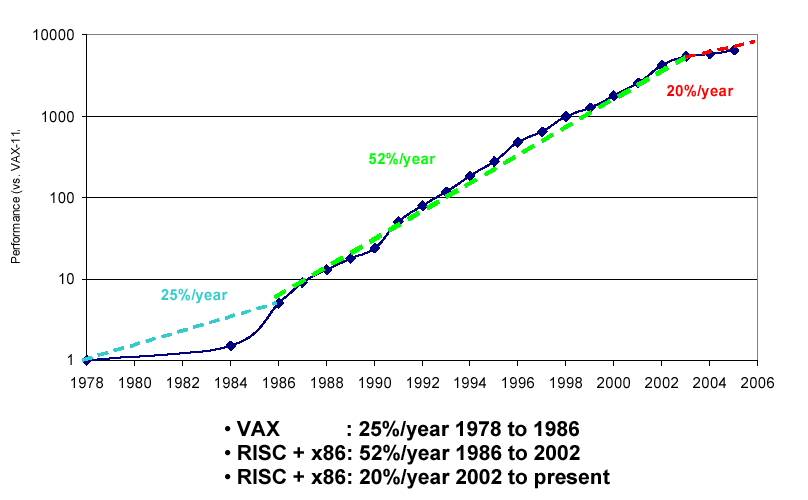 10000
1000
100
10
1
Performance (vs. VAX-11.
52%/year
25%/year
20%/year
1978 1980 1982 1984 1986 1988 1990 1992 1994 1996 1998 2000 2002 2004 2006
• VAX : 25%/year 1978 to 1986
• RISC + x86: 52%/year 1986 to 2002
• RISC + x86: 20%/year 2002 to present